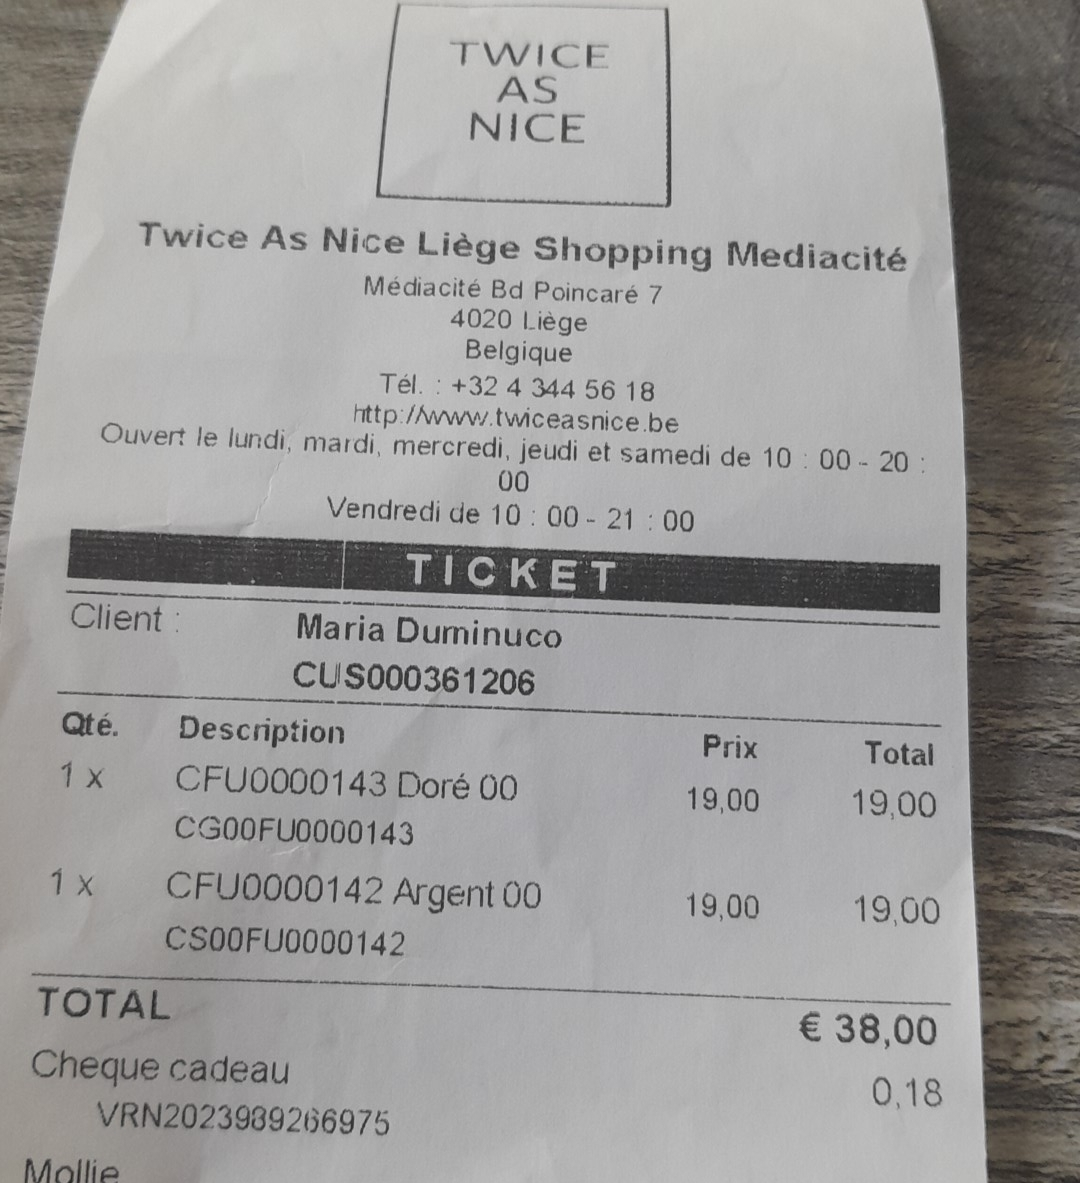 TWICE
AS
NICE
Twice As Nice Liège Shopping Mediacité
Médiacité Bd Poincaré 7
4020 Liège
Belgique
Tél. : +32 4 344 56 18
http://www.twiceasnice.be
Ouvert le lundi, mardi, mercredi, jeudi et samedi de 10 : 00 - 20 :
00
Vendredi de 10 : 00 - 21 : 00
TICKET
Client : Maria Duminuco
CUS000361206
Qté. Description Prix Total
1 x CFU0000143 Doré 00 19,00 19,00
CG00FU0000143
1 x CFU0000142 Argent 00 19,00 19,00
CS00FU0000142
TOTAL € 38,00
Cheque cadeau 0,18
VRN2023989266975
Mollie